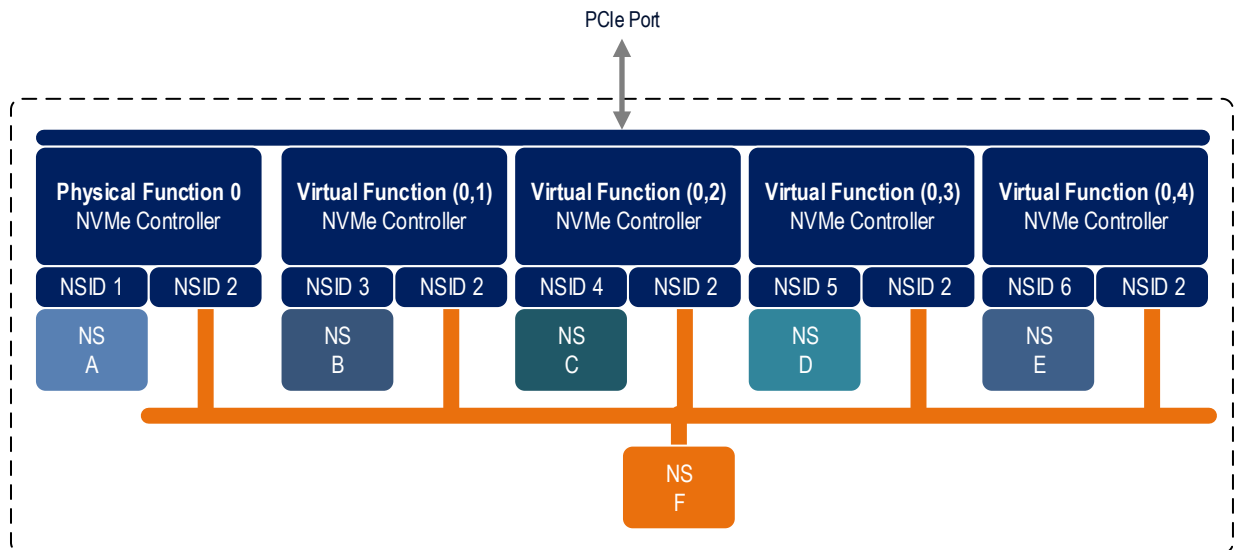 PCIe Port
Physical Function 0
NVMe Controller
Virtual Function (0,1)
NVMe Controller
Virtual Function (0,2)
NVMe Controller
Virtual Function (0,3)
NVMe Controller
Virtual Function (0,4)
NVMe Controller
NSID 1
NSID 2
NSID 3
NSID 2
NSID 4
NSID 2
NSID 5
NSID 2
NSID 6
NSID 2
NS
A
NS
B
NS
C
NS
D
NS
E
NS
F